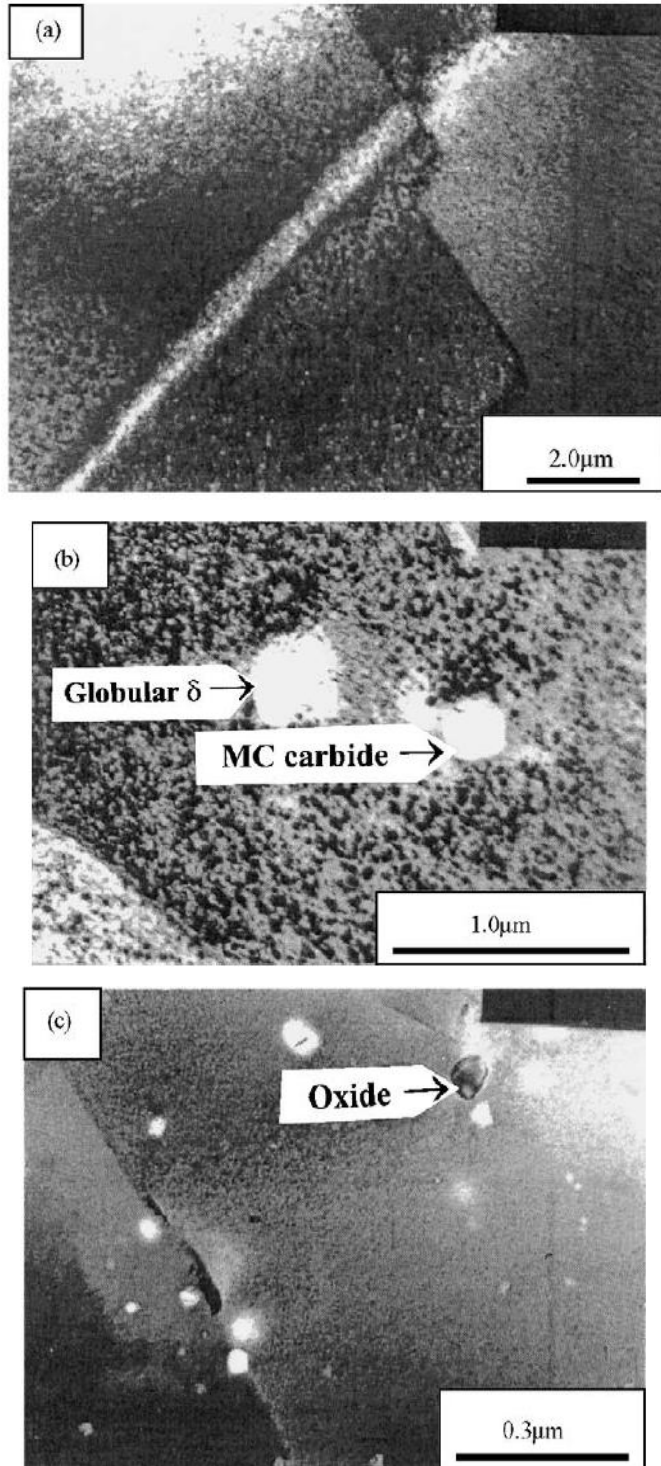 (a)
2.0μm
(b)
Globular δ
MC carbide
1.0μm
(c)
Oxide
0.3μm